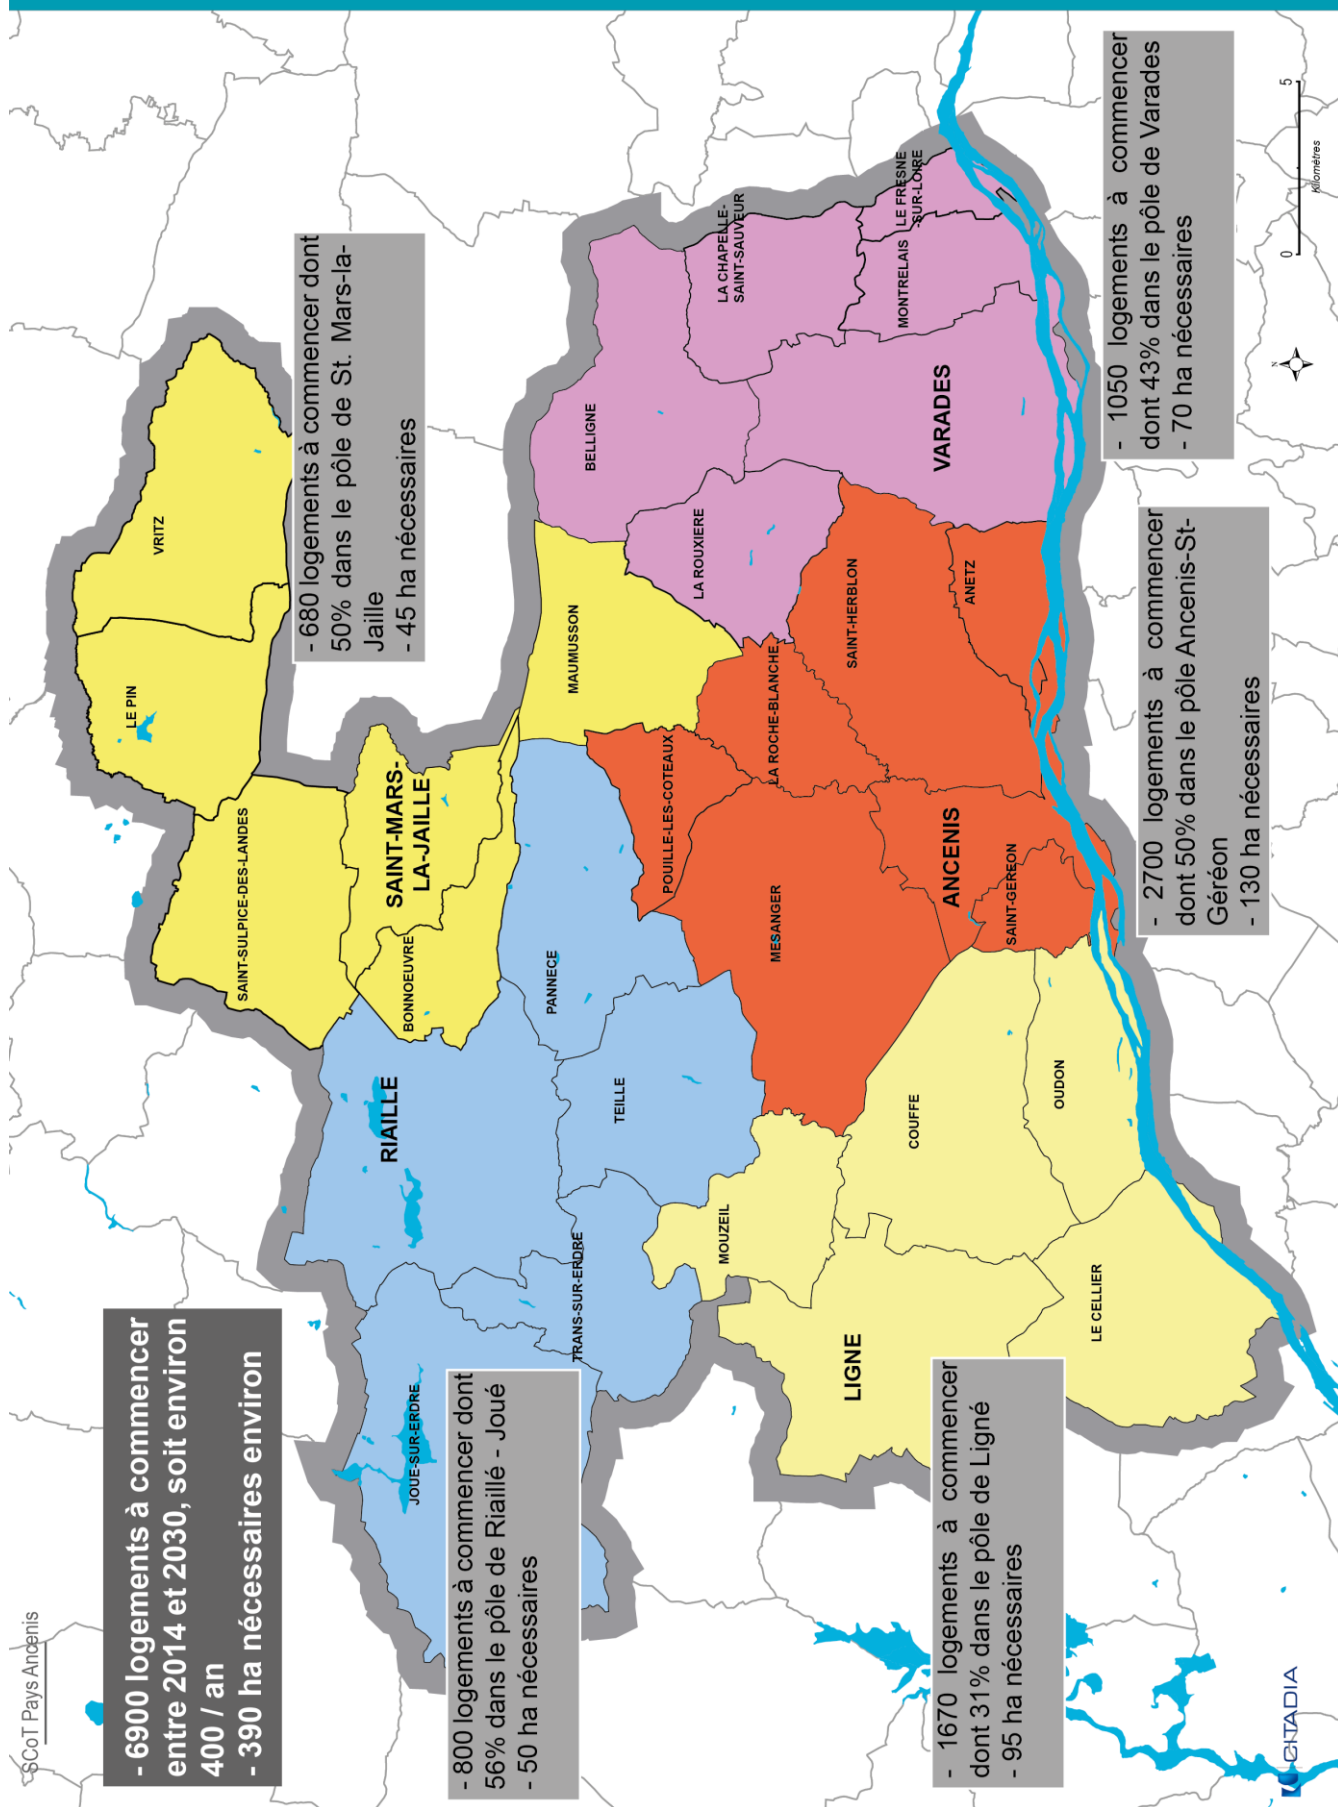 SCoT Pays Ancenis
- 6900 logements à commencer
entre 2014 et 2030, soit environ
400 / an
- 390 ha nécessaires environ
- 680 logements à commencer dont
50% dans le pôle de St. Mars-la-
Jaille
- 45 ha nécessaires
- 800 logements à commencer dont
56% dans le pôle de Riaillé - Joué
- 50 ha nécessaires
- 1670 logements à commencer
dont 31% dans le pôle de Ligné
- 95 ha nécessaires
- 2700 logements à commencer
dont 50% dans le pôle Ancenis-St-
Géréon
- 130 ha nécessaires
- 1050 logements à commencer
dont 43% dans le pôle de Varades
- 70 ha nécessaires
LE PIN
VRITZ
SAINT-SULPICE-DES-LANDES
SAINT-MARS-
LA-JAILLE
BONNOEUVRE
RIAILLE
JOUE-SUR-ERDRE
PANNECE
MAUMUSSON
BELLIGNE
TRANS-SUR-ERDRE
TEILLE
POUILLE-LES-COTEAUX
LA ROUXIERE
LA CHAPELLE-
SAINT-SAUVEUR
MOUZEIL
MESANGER
LA ROCHE-BLANCHE
SAINT-HERBLON
MONTRELAIS
LE FRESNE
-SUR-LOIRE
LIGNE
COUFFE
ANCENIS
VARADES
ANETZ
SAINT-GEREON
OUDON
LE CELLIER
N
0
5
Kilomètres
CITADIA